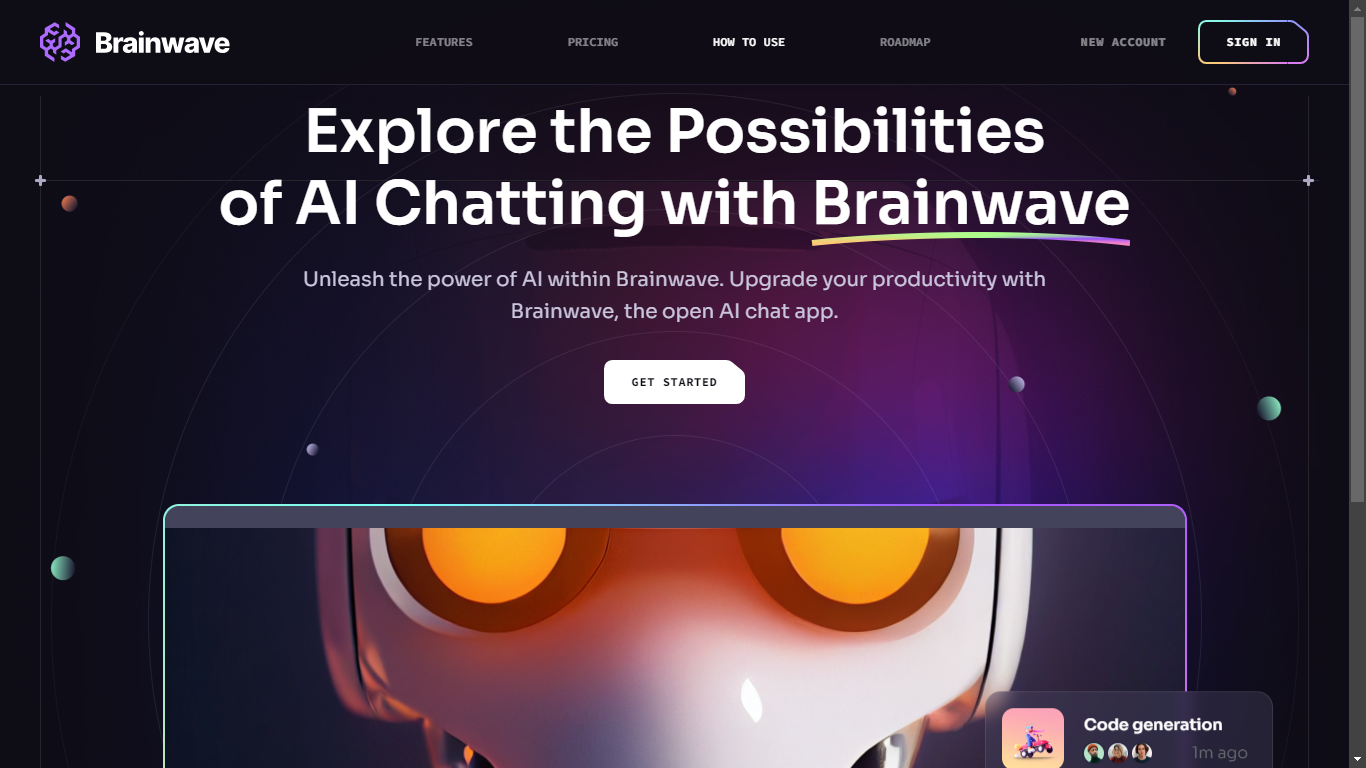 Brainwave
FEATURES
PRICING
HOW TO USE
ROADMAP
NEW ACCOUNT
SIGN IN
Explore the Possibilities
of AI Chatting with Brainwave
Unleash the power of AI within Brainwave. Upgrade your productivity with
Brainwave, the open AI chat app.
GET STARTED
Code generation
1m ago